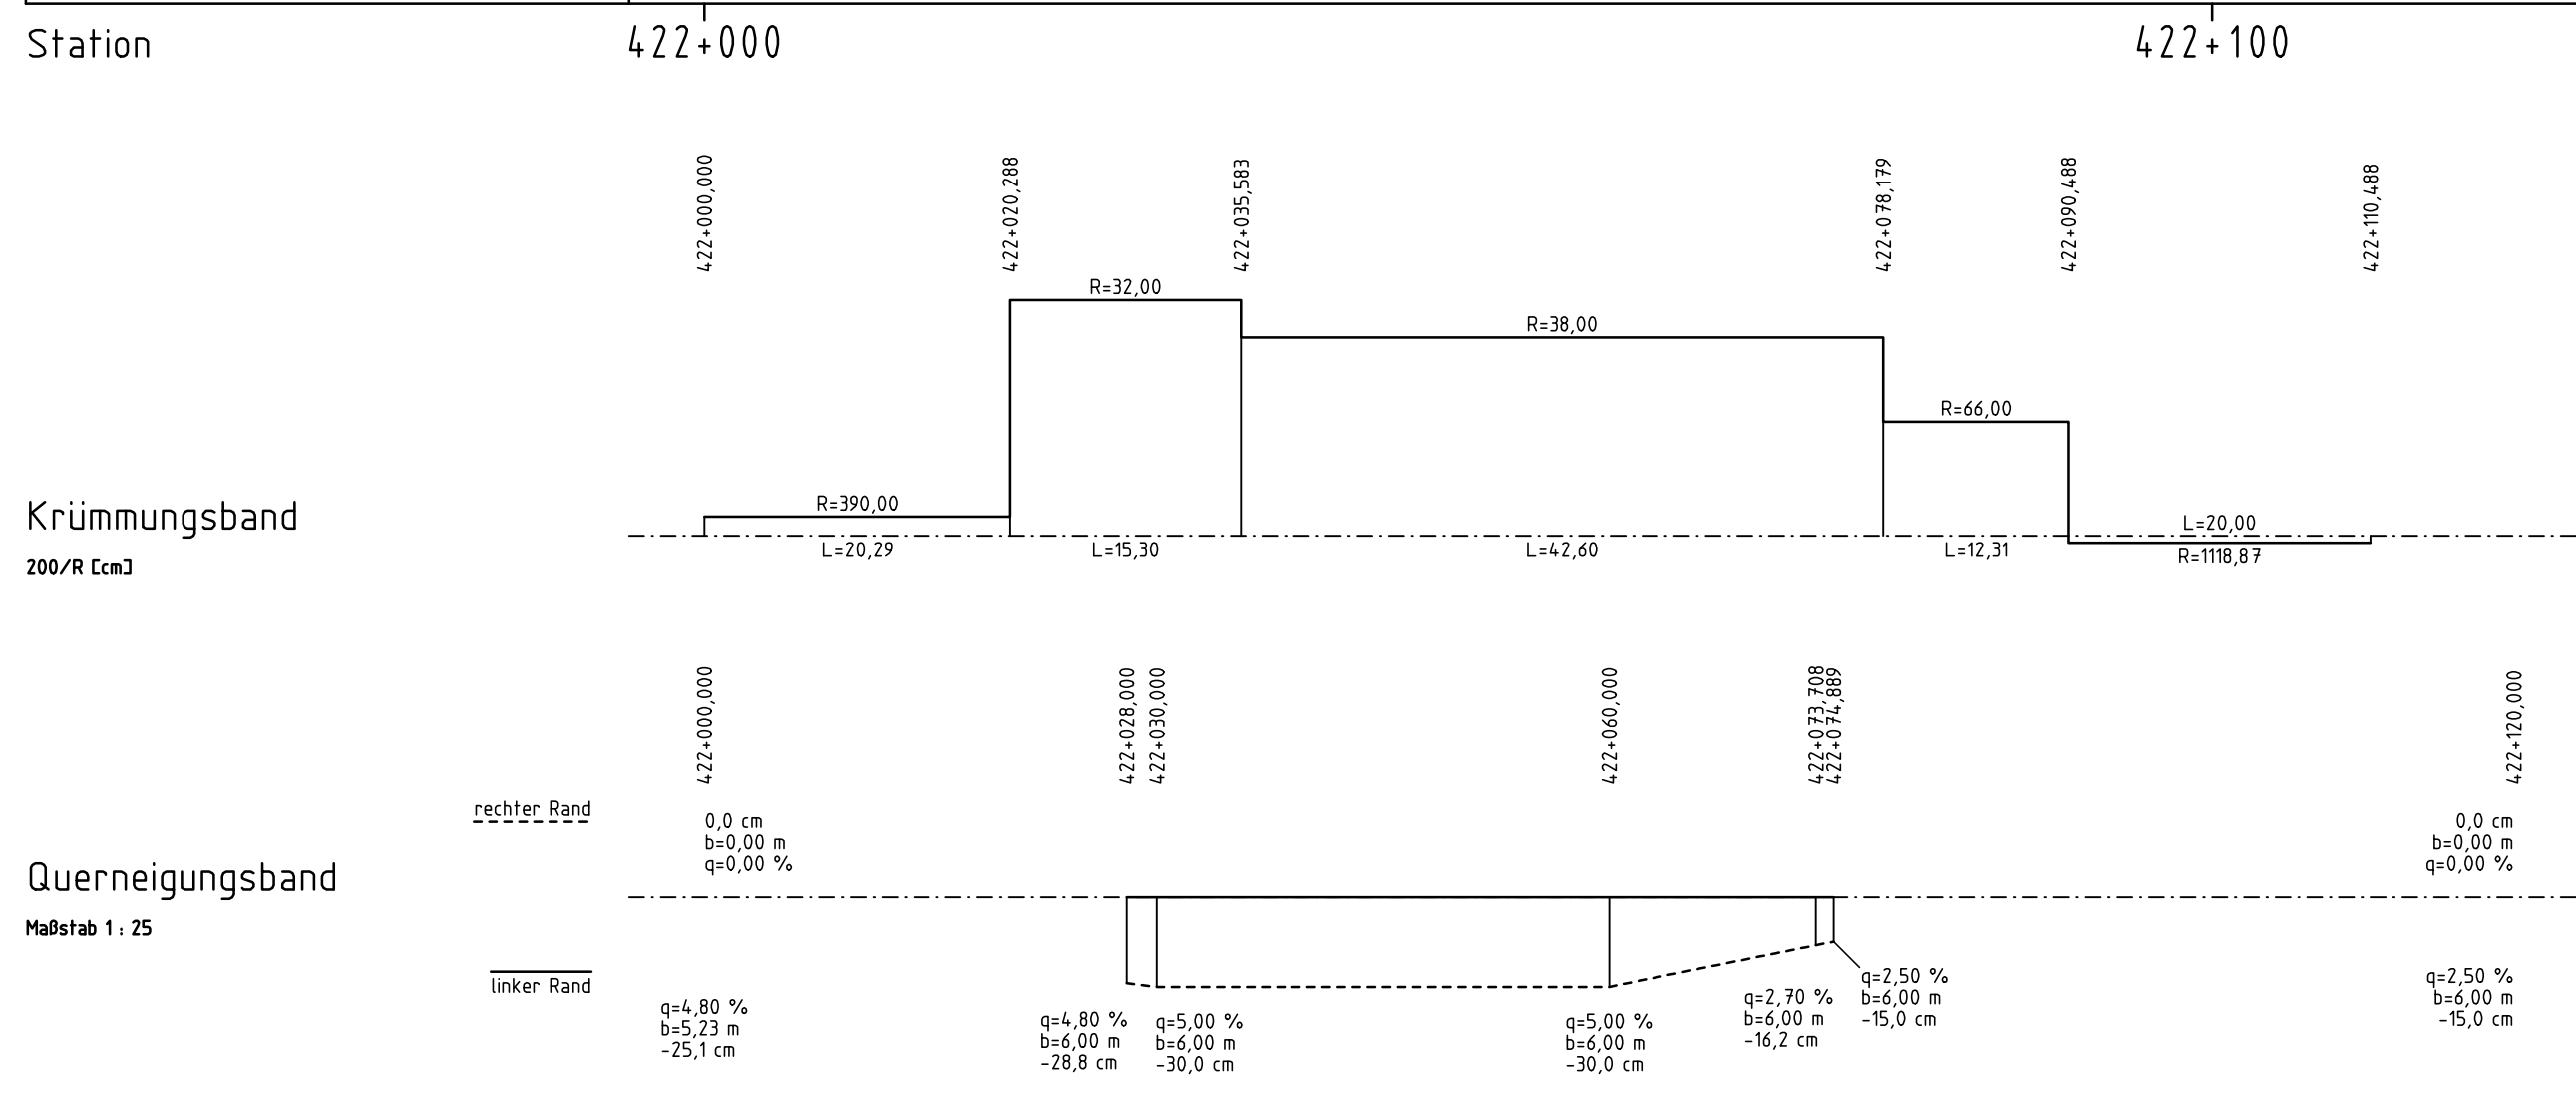 Station
422+000
422+100
422+000,000
422+020,288
422+035,583
422+078,179
422+090,488
422+110,488
R=32,00
R=38,00
R=66,00
R=390,00
Krümmungsband
200/R [cm]
L=20,29
L=15,30
L=42,60
L=12,31
L=20,00
R=1118,87
422+000,000
422+028,000
422+030,000
422+060,000
422+073,708
422+074,889
422+120,000
rechter Rand
0,0 cm
b=0,00 m
q=0,00 %
0,0 cm
b=0,00 m
q=0,00 %
Querneigungsband
Maßstab 1 : 25
linker Rand
q=4,80 %
b=5,23 m
-25,1 cm
q=4,80 %
b=6,00 m
-28,8 cm
q=5,00 %
b=6,00 m
-30,0 cm
q=5,00 %
b=6,00 m
-30,0 cm
q=2,70 %
b=6,00 m
-16,2 cm
q=2,50 %
b=6,00 m
-15,0 cm
q=2,50 %
b=6,00 m
-15,0 cm